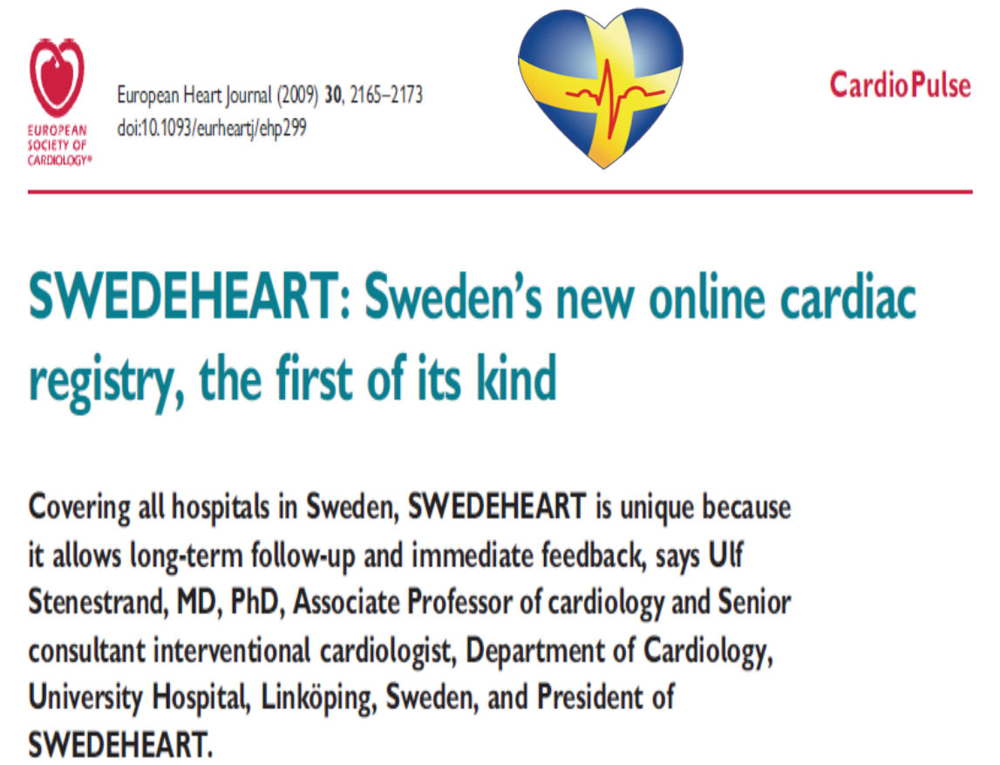 European Heart Journal (2009) 30, 2165–2173
doi:10.1093/eurheartj/ehp299
CardioPulse
EUROPEAN
SOCIETY OF
CARDIOLOGY®
SWEDEHEART: Sweden’s new online cardiac
registry, the first of its kind
Covering all hospitals in Sweden, SWEDEHEART is unique because
it allows long-term follow-up and immediate feedback, says Ulf
Stenestrand, MD, PhD, Associate Professor of cardiology and Senior
consultant interventional cardiologist, Department of Cardiology,
University Hospital, Linköping, Sweden, and President of
SWEDEHEART.